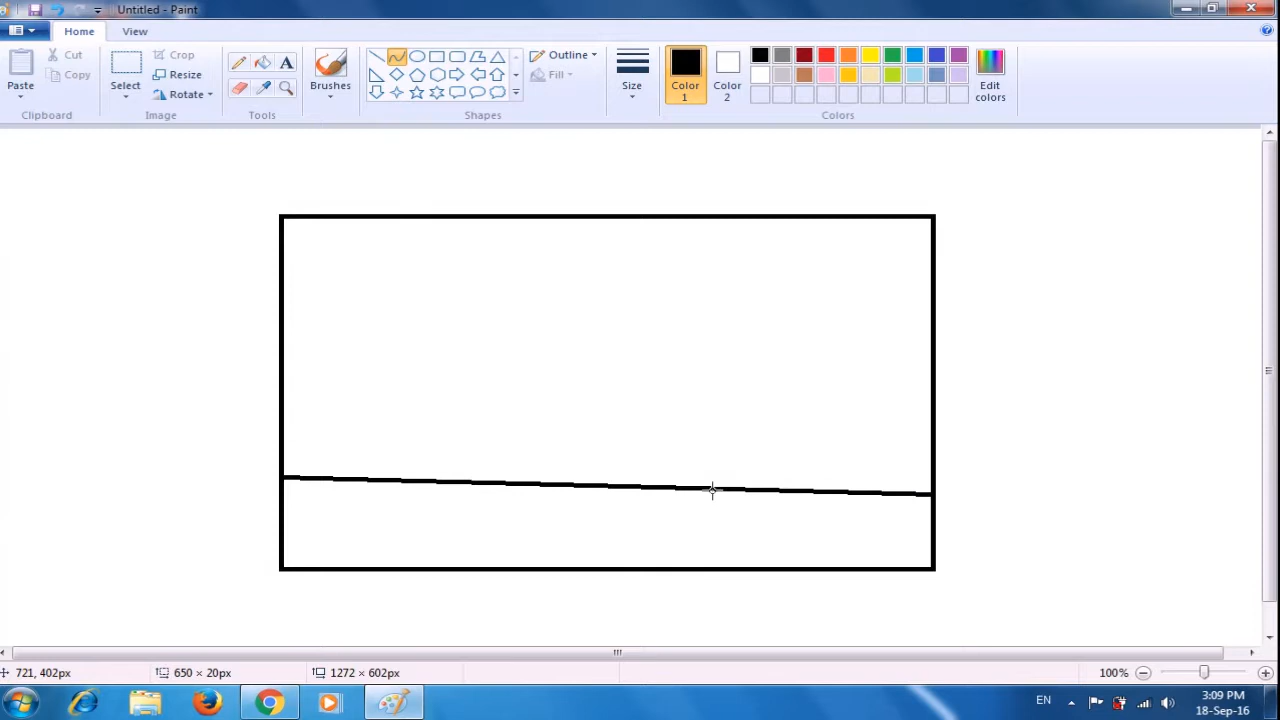 Untitled - Paint
Home View
Paste
Cut
Copy
Clipboard
Select
Crop
Resize
Rotate
Image
A
Tools
Brushes
Outline
Fill
Shapes
Size
Color 1
Color 2
Edit colors
Colors
721, 402px
650 × 20px
1272 × 602px
100%
EN
3:09 PM
18-Sep-16